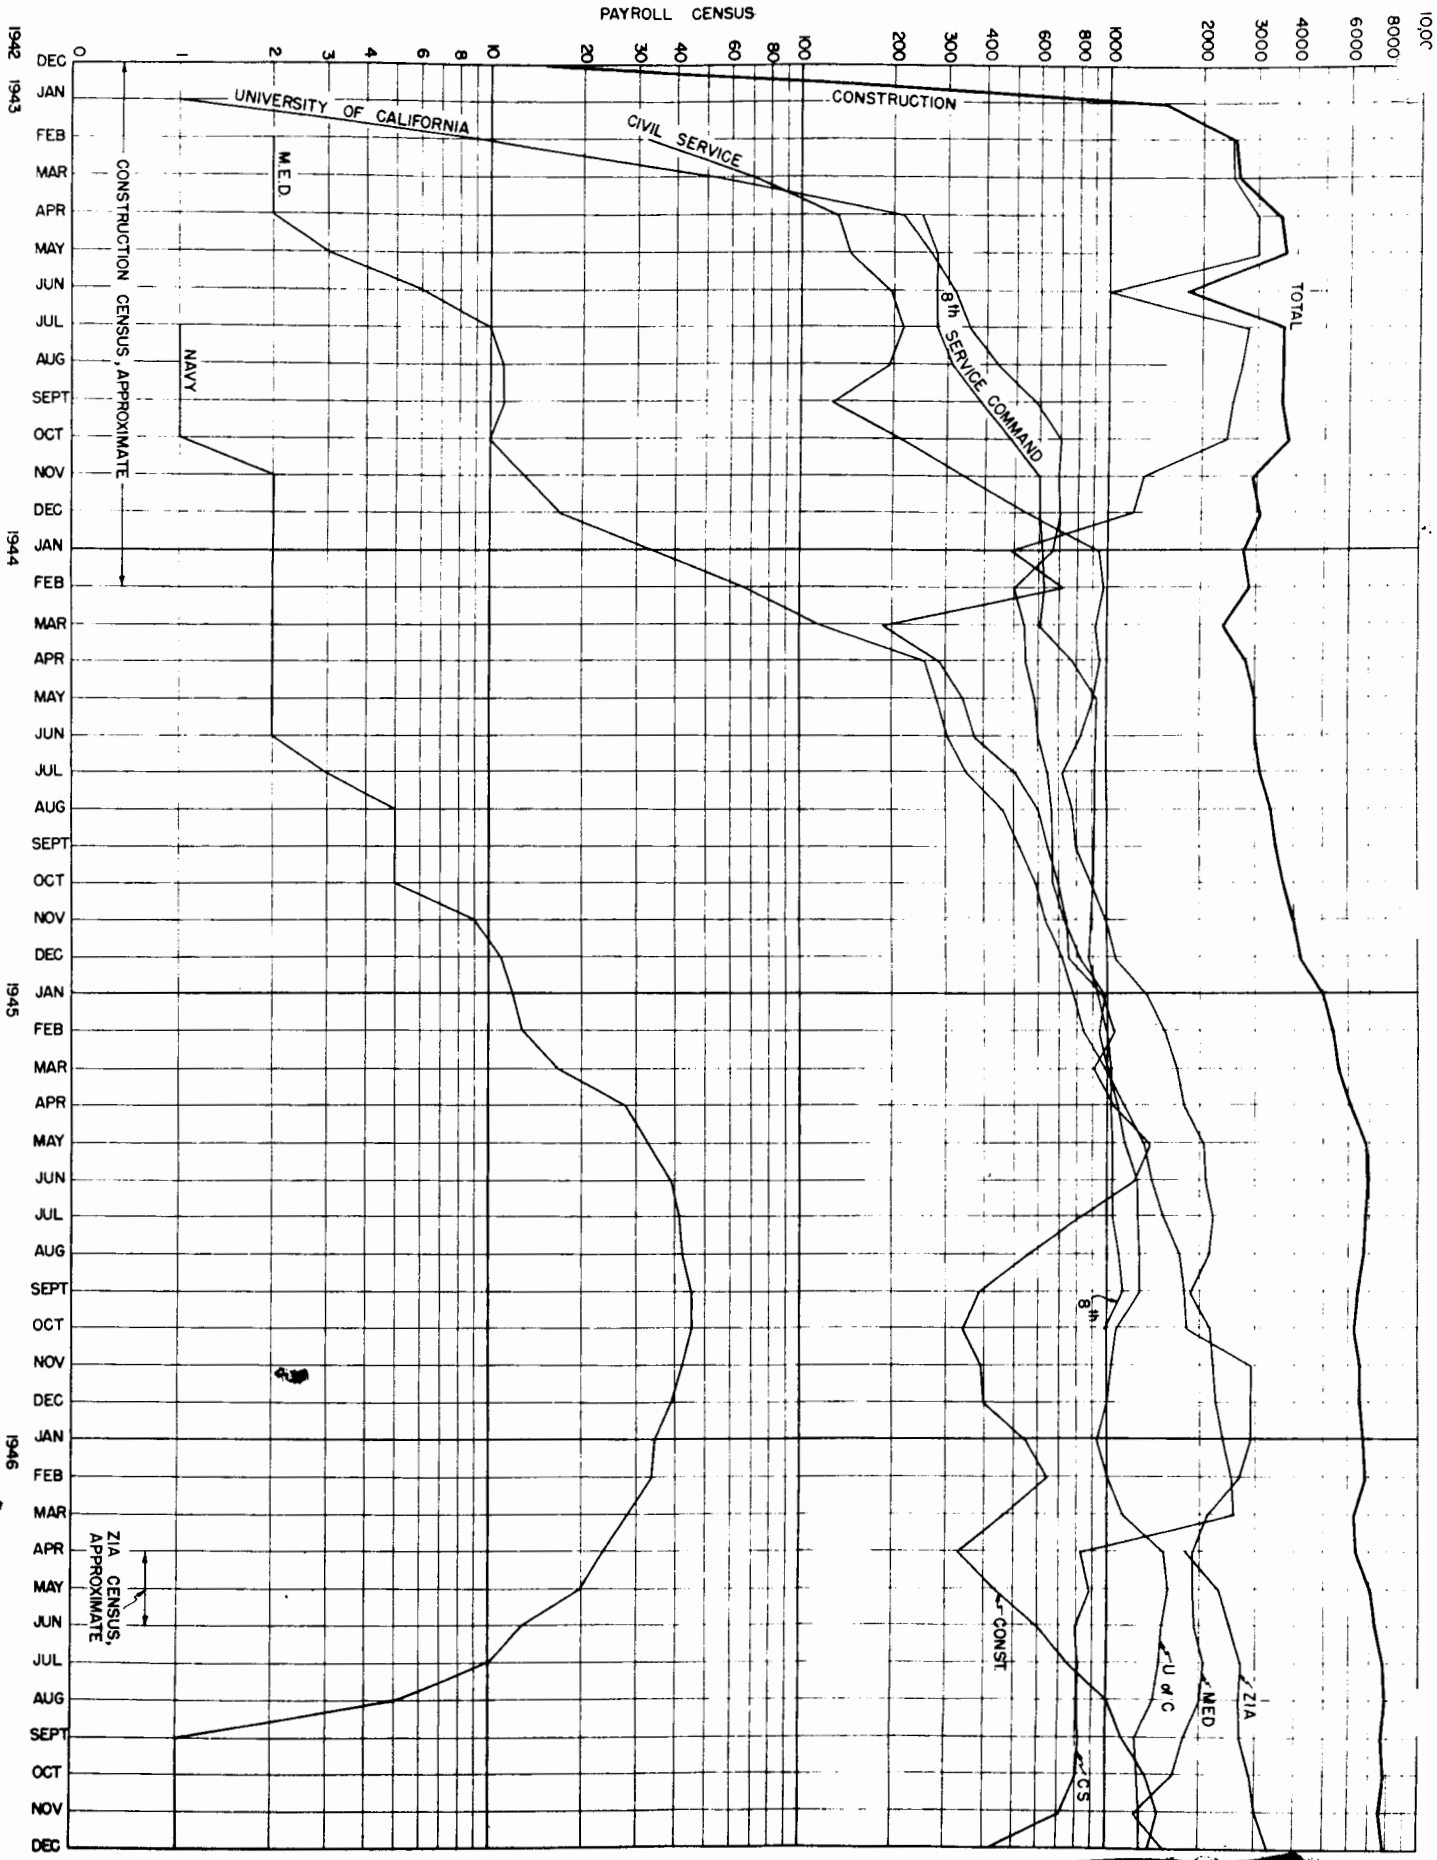 PAYROLL CENSUS
0
1
2
3
4
6
8
10
20
30
40
60
80
100
200
300
400
600
800
1000
2000
3000
4000
6000
8000
10,00
1942
DEC
1943
JAN
FEB
MAR
APR
MAY
JUN
JUL
AUG
SEPT
OCT
NOV
DEC
1944
JAN
FEB
MAR
APR
MAY
JUN
JUL
AUG
SEPT
OCT
NOV
DEC
1945
JAN
FEB
MAR
APR
MAY
JUN
JUL
AUG
SEPT
OCT
NOV
DEC
1946
JAN
FEB
MAR
APR
MAY
JUN
JUL
AUG
SEPT
OCT
NOV
DEC
UNIVERSITY OF CALIFORNIA
CIVIL SERVICE
CONSTRUCTION
M.E.D.
NAVY
CONSTRUCTION CENSUS, APPROXIMATE
8th SERVICE COMMAND
TOTAL
8th
ZIA CENSUS,
APPROXIMATE
CONST.
U of C
MED
ZIA
CS